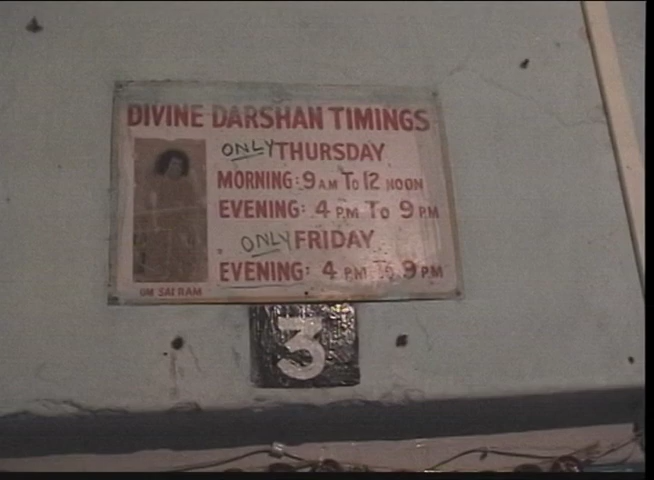 DIVINE DARSHAN TIMINGS
ONLY THURSDAY
MORNING: 9 AM To 12 NOON
EVENING: 4 P.M To 9 PM
ONLY FRIDAY
EVENING: 4 PM To 9 PM
OM SAI RAM
3